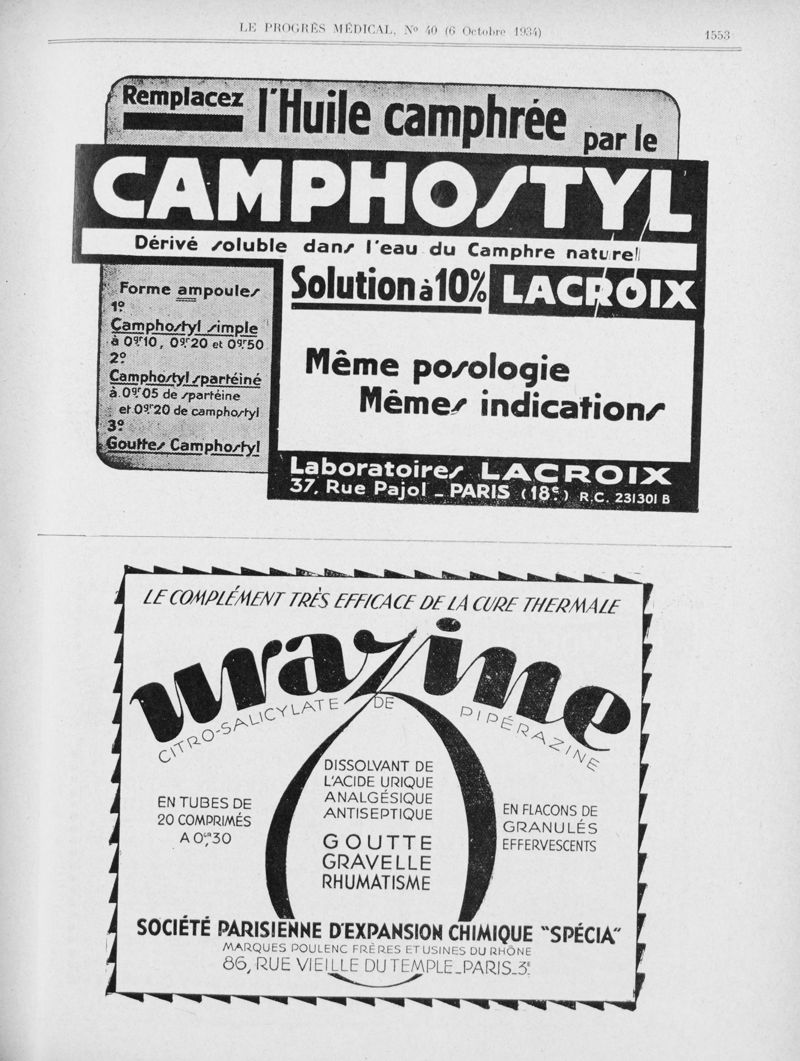 LE PROGRÈS MÉDICAL, Nº 40 (6 Octobre 1934)
1553
Remplacez l'Huile camphrée par le
CAMPHOSTYL
Dérivé soluble dans l'eau du Camphre naturel
Forme ampoules
1º
Camphostyl simple
à 0gr10, 0gr20 et 0gr50
2º
Camphostyl spartéiné
à 0gr05 de spartéine
et 0gr20 de camphostyl
3º
Gouttes Camphostyl
Solution à 10% LACROIX
Même posologie
Mêmes indications
Laboratoires LACROIX
37, Rue Pajol - PARIS (18e) R.C. 231301 B
LE COMPLÉMENT TRÈS EFFICACE DE LA CURE THERMALE
urazine
CITRO-SALICYLATE DE PIPÉRAZINE
EN TUBES DE
20 COMPRIMÉS
A 0gr,30
DISSOLVANT DE
L'ACIDE URIQUE
ANALGÉSIQUE
ANTISEPTIQUE
GOUTTE
GRAVELLE
RHUMATISME
EN FLACONS DE
GRANULÉS
EFFERVESCENTS
SOCIÉTÉ PARISIENNE D'EXPANSION CHIMIQUE "SPÉCIA"
MARQUES POULENC FRÈRES ET USINES DU RHÔNE
86, RUE VIEILLE DU TEMPLE-PARIS-3e